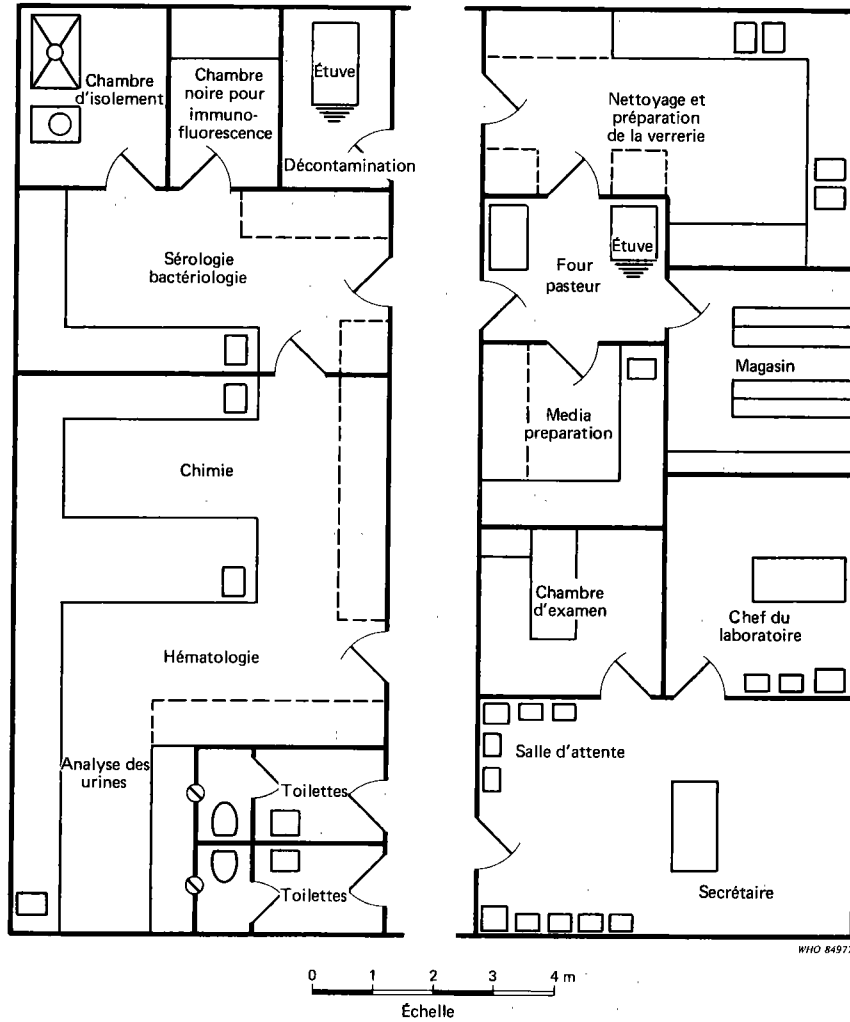 Chambre
d'isolement
Chambre
noire pour
immuno-
fluorescence
Étuve
Décontamination
Nettoyage et
préparation
de la verrerie
Sérologie
bactériologie
Étuve
Four
pasteur
Magasin
Media
preparation
Chimie
Chambre
d'examen
Chef du
laboratoire
Hématologie
Analyse des
urines
Toilettes
Toilettes
Salle d'attente
Secrétaire
WHO 84977
0 1 2 3 4 m
Échelle